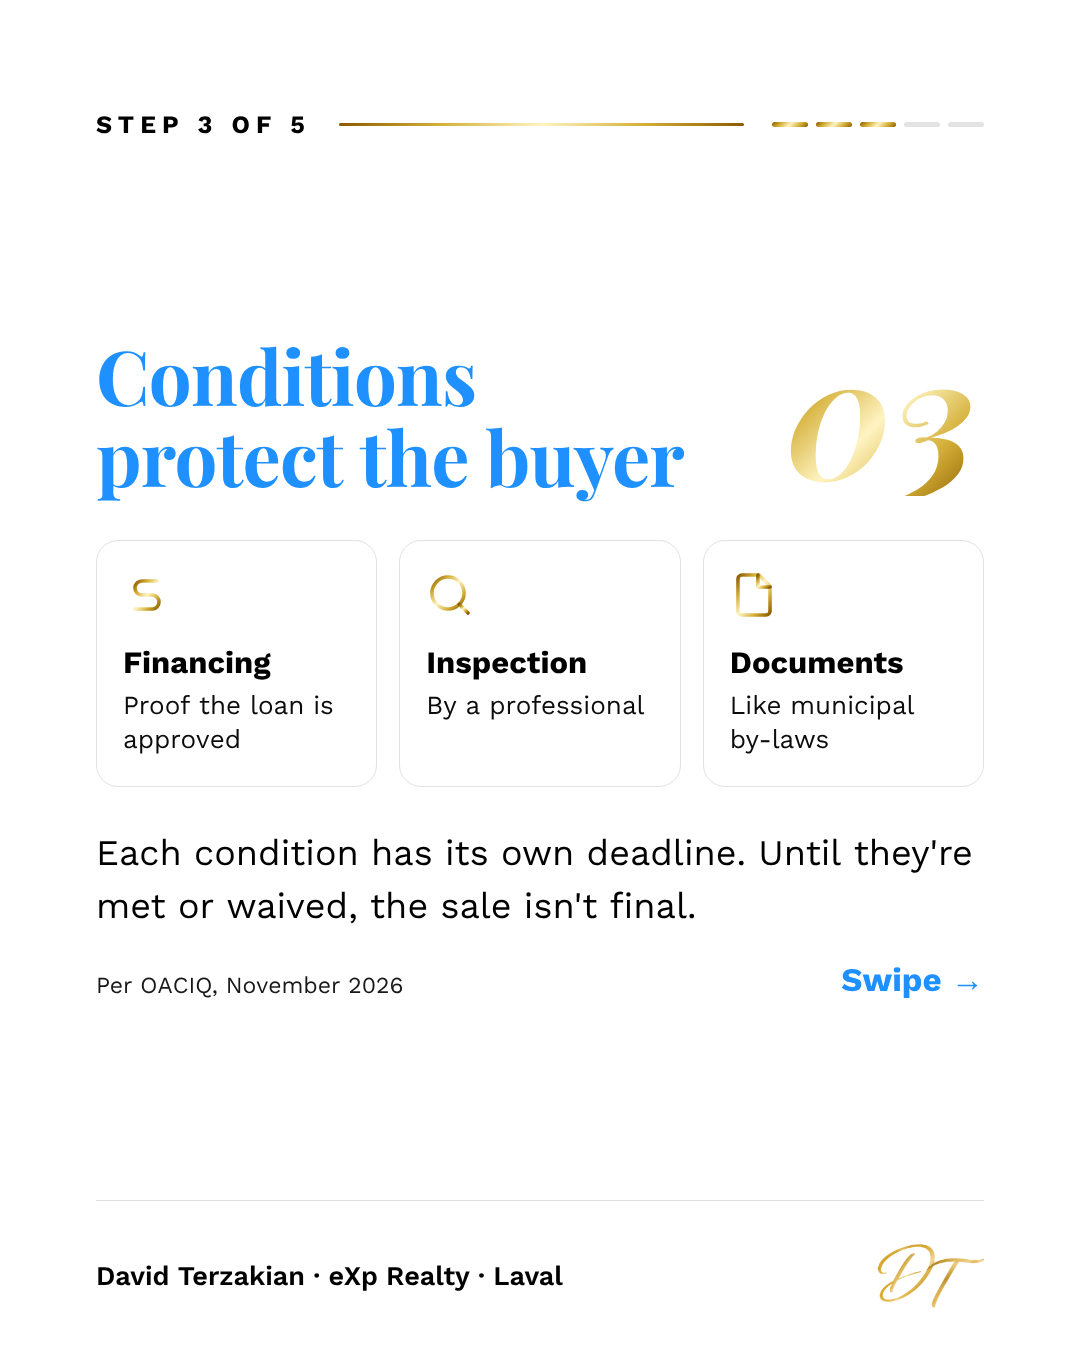 STEP 3 OF 5
Conditions
protect the buyer
03
Financing
Proof the loan is
approved
Inspection
By a professional
Documents
Like municipal
by-laws
Each condition has its own deadline. Until they're
met or waived, the sale isn't final.
Per OACIQ, November 2026
Swipe →
David Terzakian · eXp Realty · Laval
DT